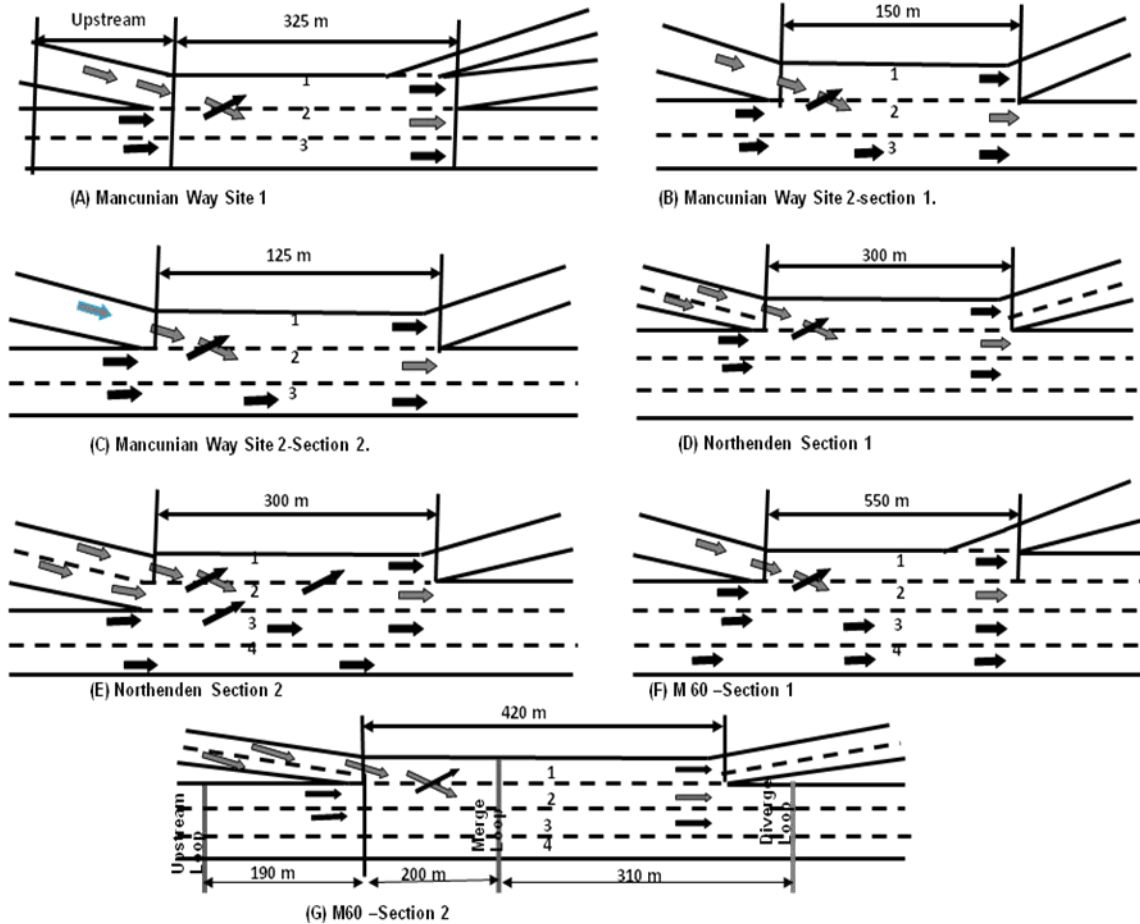 Upstream
325 m
1
2
3
(A) Mancunian Way Site 1
150 m
1
2
3
(B) Mancunian Way Site 2-section 1.
125 m
1
2
3
(C) Mancunian Way Site 2-Section 2.
300 m
1
2
3
(D) Northenden Section 1
300 m
1
2
3
4
(E) Northenden Section 2
550 m
1
2
3
4
(F) M 60 –Section 1
420 m
1
2
3
4
Upstream
Loop
Merge
Loop
Diverge
Loop
190 m
200 m
310 m
(G) M60 –Section 2